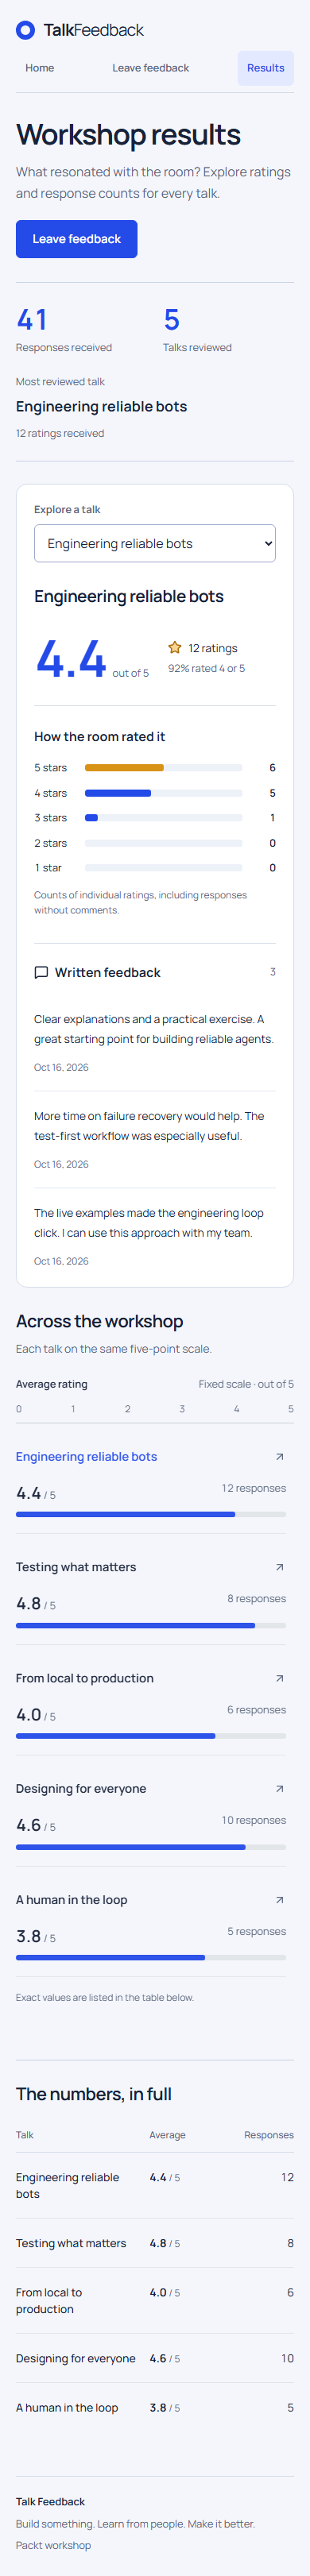 TalkFeedback
Home
Leave feedback
Results
Workshop results
What resonated with the room? Explore ratings
and response counts for every talk.
Leave feedback
41
5
Responses received
Talks reviewed
Most reviewed talk
Engineering reliable bots
12 ratings received
Explore a talk
Engineering reliable bots
Engineering reliable bots
4.4 out of 5
12 ratings
92% rated 4 or 5
How the room rated it
5 stars 6
4 stars 5
3 stars 1
2 stars 0
1 star 0
Counts of individual ratings, including responses
without comments.
Written feedback 3
Clear explanations and a practical exercise. A
great starting point for building reliable agents.
Oct 16, 2026
More time on failure recovery would help. The
test-first workflow was especially useful.
Oct 16, 2026
The live examples made the engineering loop
click. I can use this approach with my team.
Oct 16, 2026
Across the workshop
Each talk on the same five-point scale.
Average rating Fixed scale · out of 5
0 1 2 3 4 5
Engineering reliable bots
4.4 / 5 12 responses
Testing what matters
4.8 / 5 8 responses
From local to production
4.0 / 5 6 responses
Designing for everyone
4.6 / 5 10 responses
A human in the loop
3.8 / 5 5 responses
Exact values are listed in the table below.
The numbers, in full
Talk Average Responses
Engineering reliable
bots
4.4 / 5 12
Testing what matters 4.8 / 5 8
From local to
production
4.0 / 5 6
Designing for everyone 4.6 / 5 10
A human in the loop 3.8 / 5 5
Talk Feedback
Build something. Learn from people. Make it better.
Packt workshop